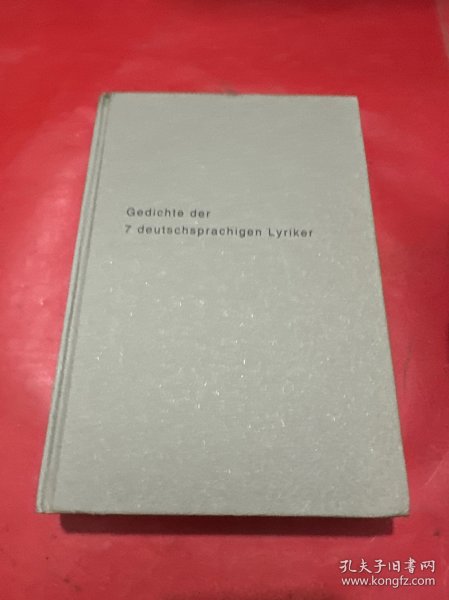 Gedichte der
7 deutschsprachigen Lyriker
孔夫子旧书网
www.kongfz.com